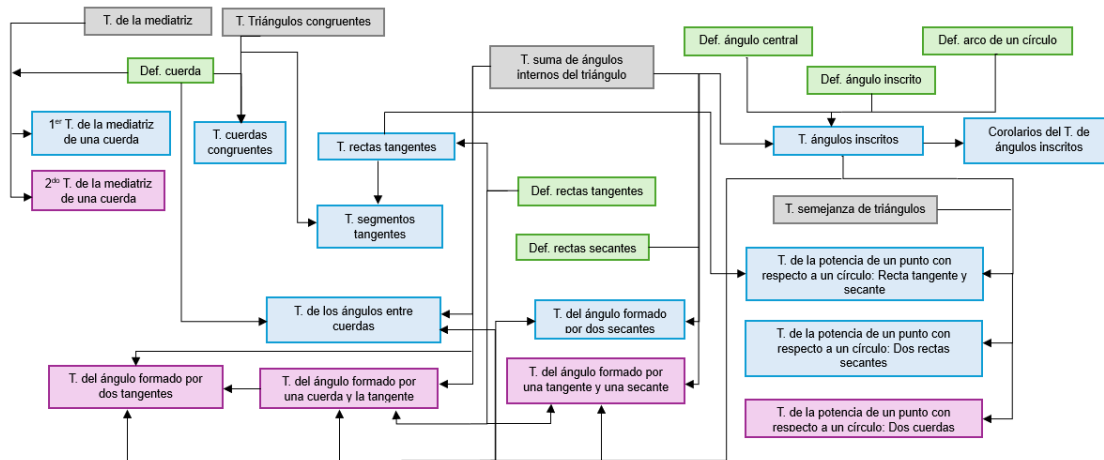 T. de la mediatriz
T. Triángulos congruentes
Def. cuerda
T. suma de ángulos
internos del triángulo
Def. ángulo central
Def. arco de un círculo
Def. ángulo inscrito
1er T. de la mediatriz
de una cuerda
T. cuerdas
congruentes
T. rectas tangentes
T. ángulos inscritos
Corolarios del T. de
ángulos inscritos
2do T. de la mediatriz
de una cuerda
Def. rectas tangentes
T. segmentos
tangentes
T. semejanza de triángulos
Def. rectas secantes
T. de la potencia de un punto con
respecto a un círculo: Recta tangente y
secante
T. de los ángulos entre
cuerdas
T. del ángulo formado
por dos secantes
T. de la potencia de un punto con
respecto a un círculo: Dos rectas
secantes
T. del ángulo formado por
dos tangentes
T. del ángulo formado por
una cuerda y la tangente
T. del ángulo formado por
una tangente y una secante
T. de la potencia de un punto con
respecto a un círculo: Dos cuerdas